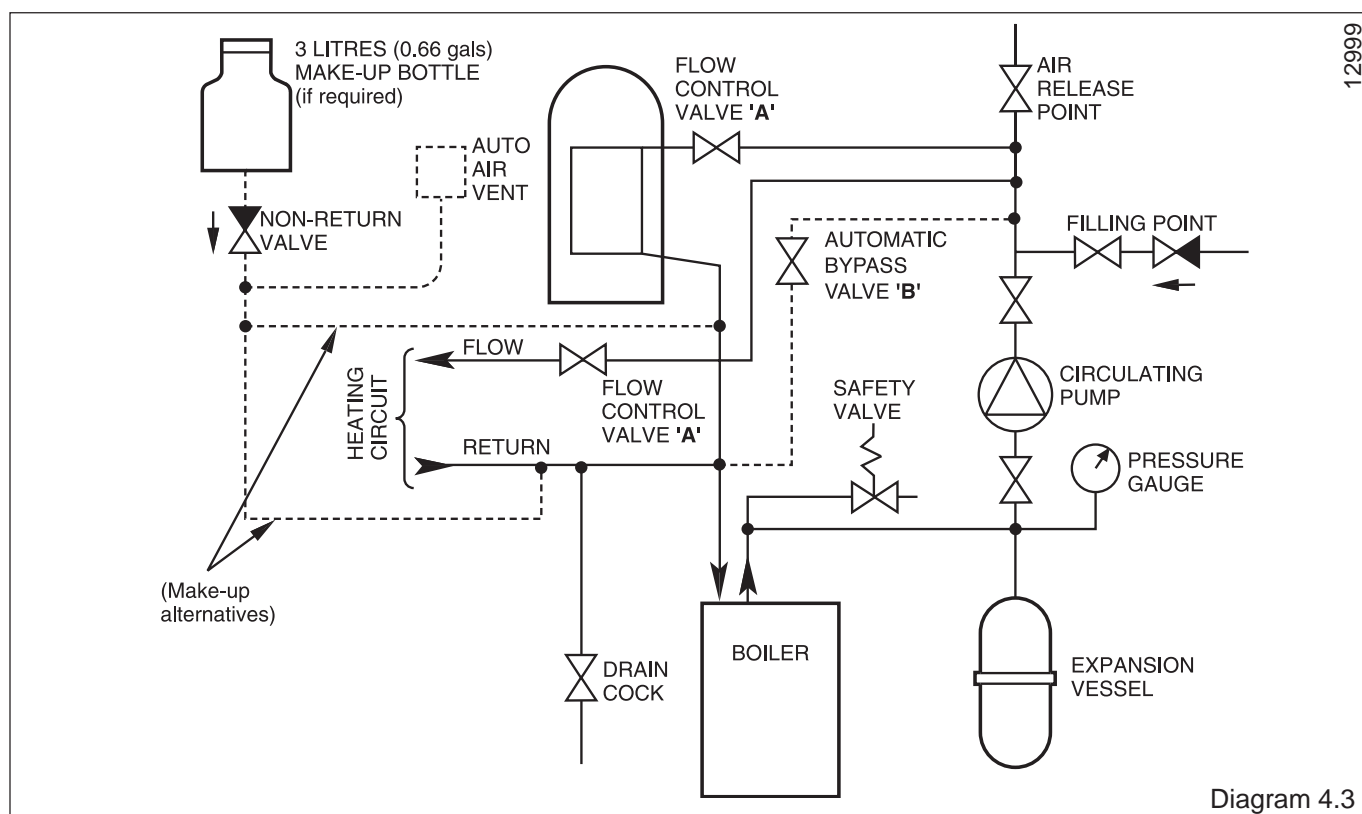 3 LITRES (0.66 gals)
MAKE-UP BOTTLE
(if required)
FLOW
CONTROL
VALVE 'A'
AIR
RELEASE
POINT
12999
AUTO
AIR
VENT
NON-RETURN
VALVE
AUTOMATIC
BYPASS
VALVE 'B'
FILLING POINT
HEATING
CIRCUIT
FLOW
FLOW
CONTROL
VALVE 'A'
RETURN
SAFETY
VALVE
CIRCULATING
PUMP
PRESSURE
GAUGE
(Make-up
alternatives)
DRAIN
COCK
BOILER
EXPANSION
VESSEL
Diagram 4.3